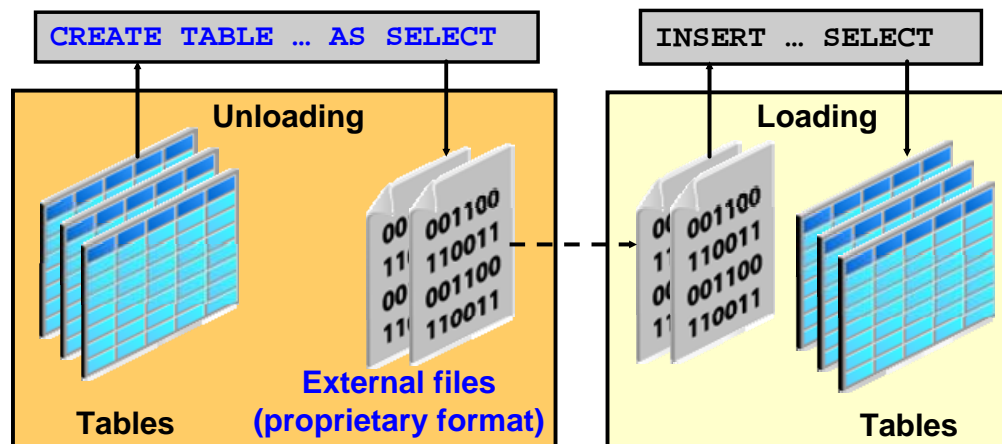 CREATE TABLE … AS SELECT
INSERT … SELECT
Unloading
Loading
001100
110011
001100
110011
001100
110011
001100
110011
External files
(proprietary format)
Tables
Tables